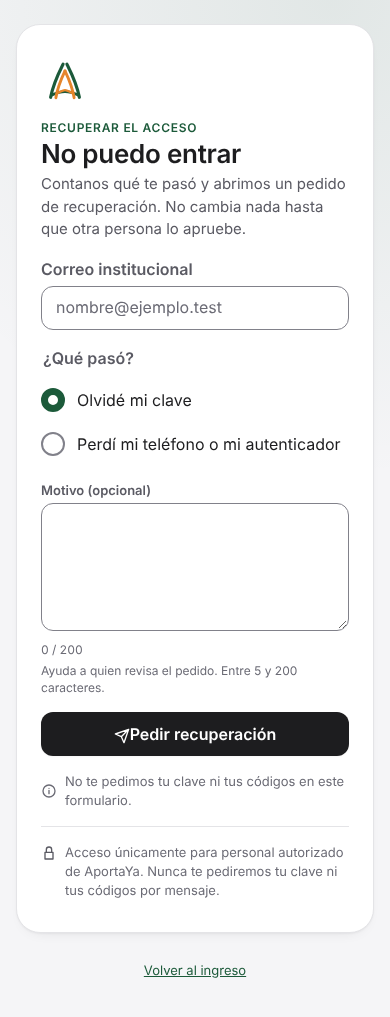 RECUPERAR EL ACCESO
No puedo entrar
Contanos qué te pasó y abrimos un pedido
de recuperación. No cambia nada hasta
que otra persona lo apruebe.
Correo institucional
nombre@ejemplo.test
¿Qué pasó?
Olvidé mi clave
Perdí mi teléfono o mi autenticador
Motivo (opcional)
0 / 200
Ayuda a quien revisa el pedido. Entre 5 y 200
caracteres.
Pedir recuperación
No te pedimos tu clave ni tus códigos en este
formulario.
Acceso únicamente para personal autorizado
de AportaYa. Nunca te pediremos tu clave ni
tus códigos por mensaje.
Volver al ingreso